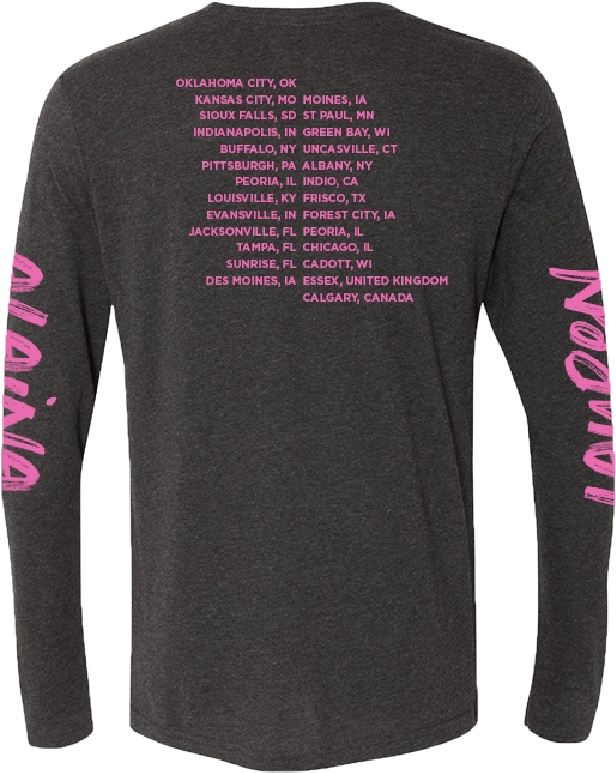 OKLAHOMA CITY, OK
KANSAS CITY, MO MOINES, IA
SIOUX FALLS, SD ST PAUL, MN
INDIANAPOLIS, IN GREEN BAY, WI
BUFFALO, NY UNCASVILLE, CT
PITTSBURGH, PA ALBANY, NY
PEORIA, IL INDIO, CA
LOUISVILLE, KY FRISCO, TX
EVANSVILLE, IN FOREST CITY, IA
JACKSONVILLE, FL PEORIA, IL
TAMPA, FL CHICAGO, IL
SUNRISE, FL CADOTT, WI
DES MOINES, IA ESSEX, UNITED KINGDOM
CALGARY, CANADA